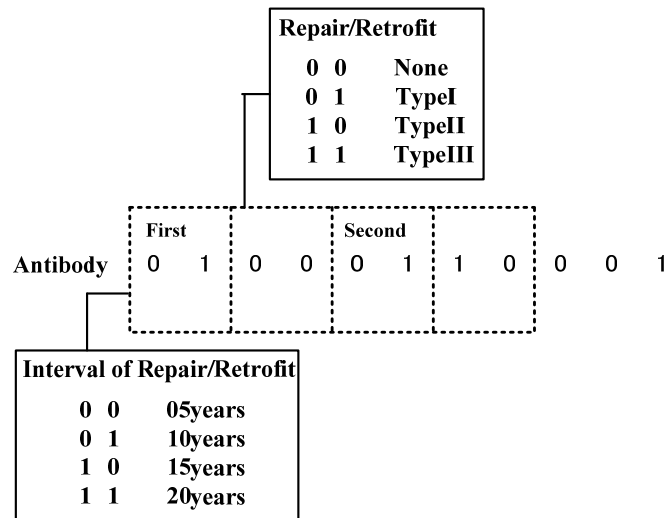 Repair/Retrofit
0 0 None
0 1 TypeI
1 0 TypeII
1 1 TypeIII
First Second
Antibody 0 1 0 0 0 1 1 0 0 0 1
Interval of Repair/Retrofit
0 0 05years
0 1 10years
1 0 15years
1 1 20years